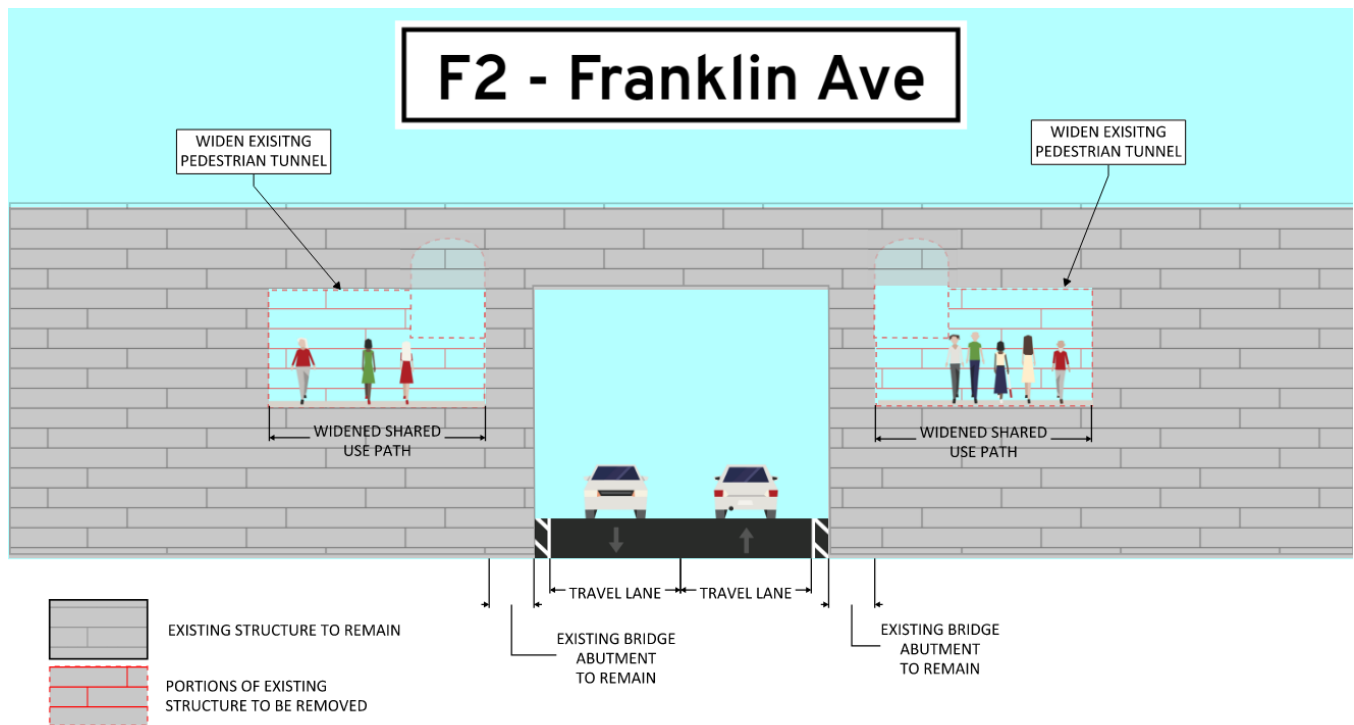 F2 - Franklin Ave
WIDEN EXISITNG
PEDESTRIAN TUNNEL
WIDEN EXISITNG
PEDESTRIAN TUNNEL
WIDENED SHARED
USE PATH
WIDENED SHARED
USE PATH
TRAVEL LANE
TRAVEL LANE
EXISTING BRIDGE
ABUTMENT
TO REMAIN
EXISTING BRIDGE
ABUTMENT
TO REMAIN
EXISTING STRUCTURE TO REMAIN
PORTIONS OF EXISTING
STRUCTURE TO BE REMOVED